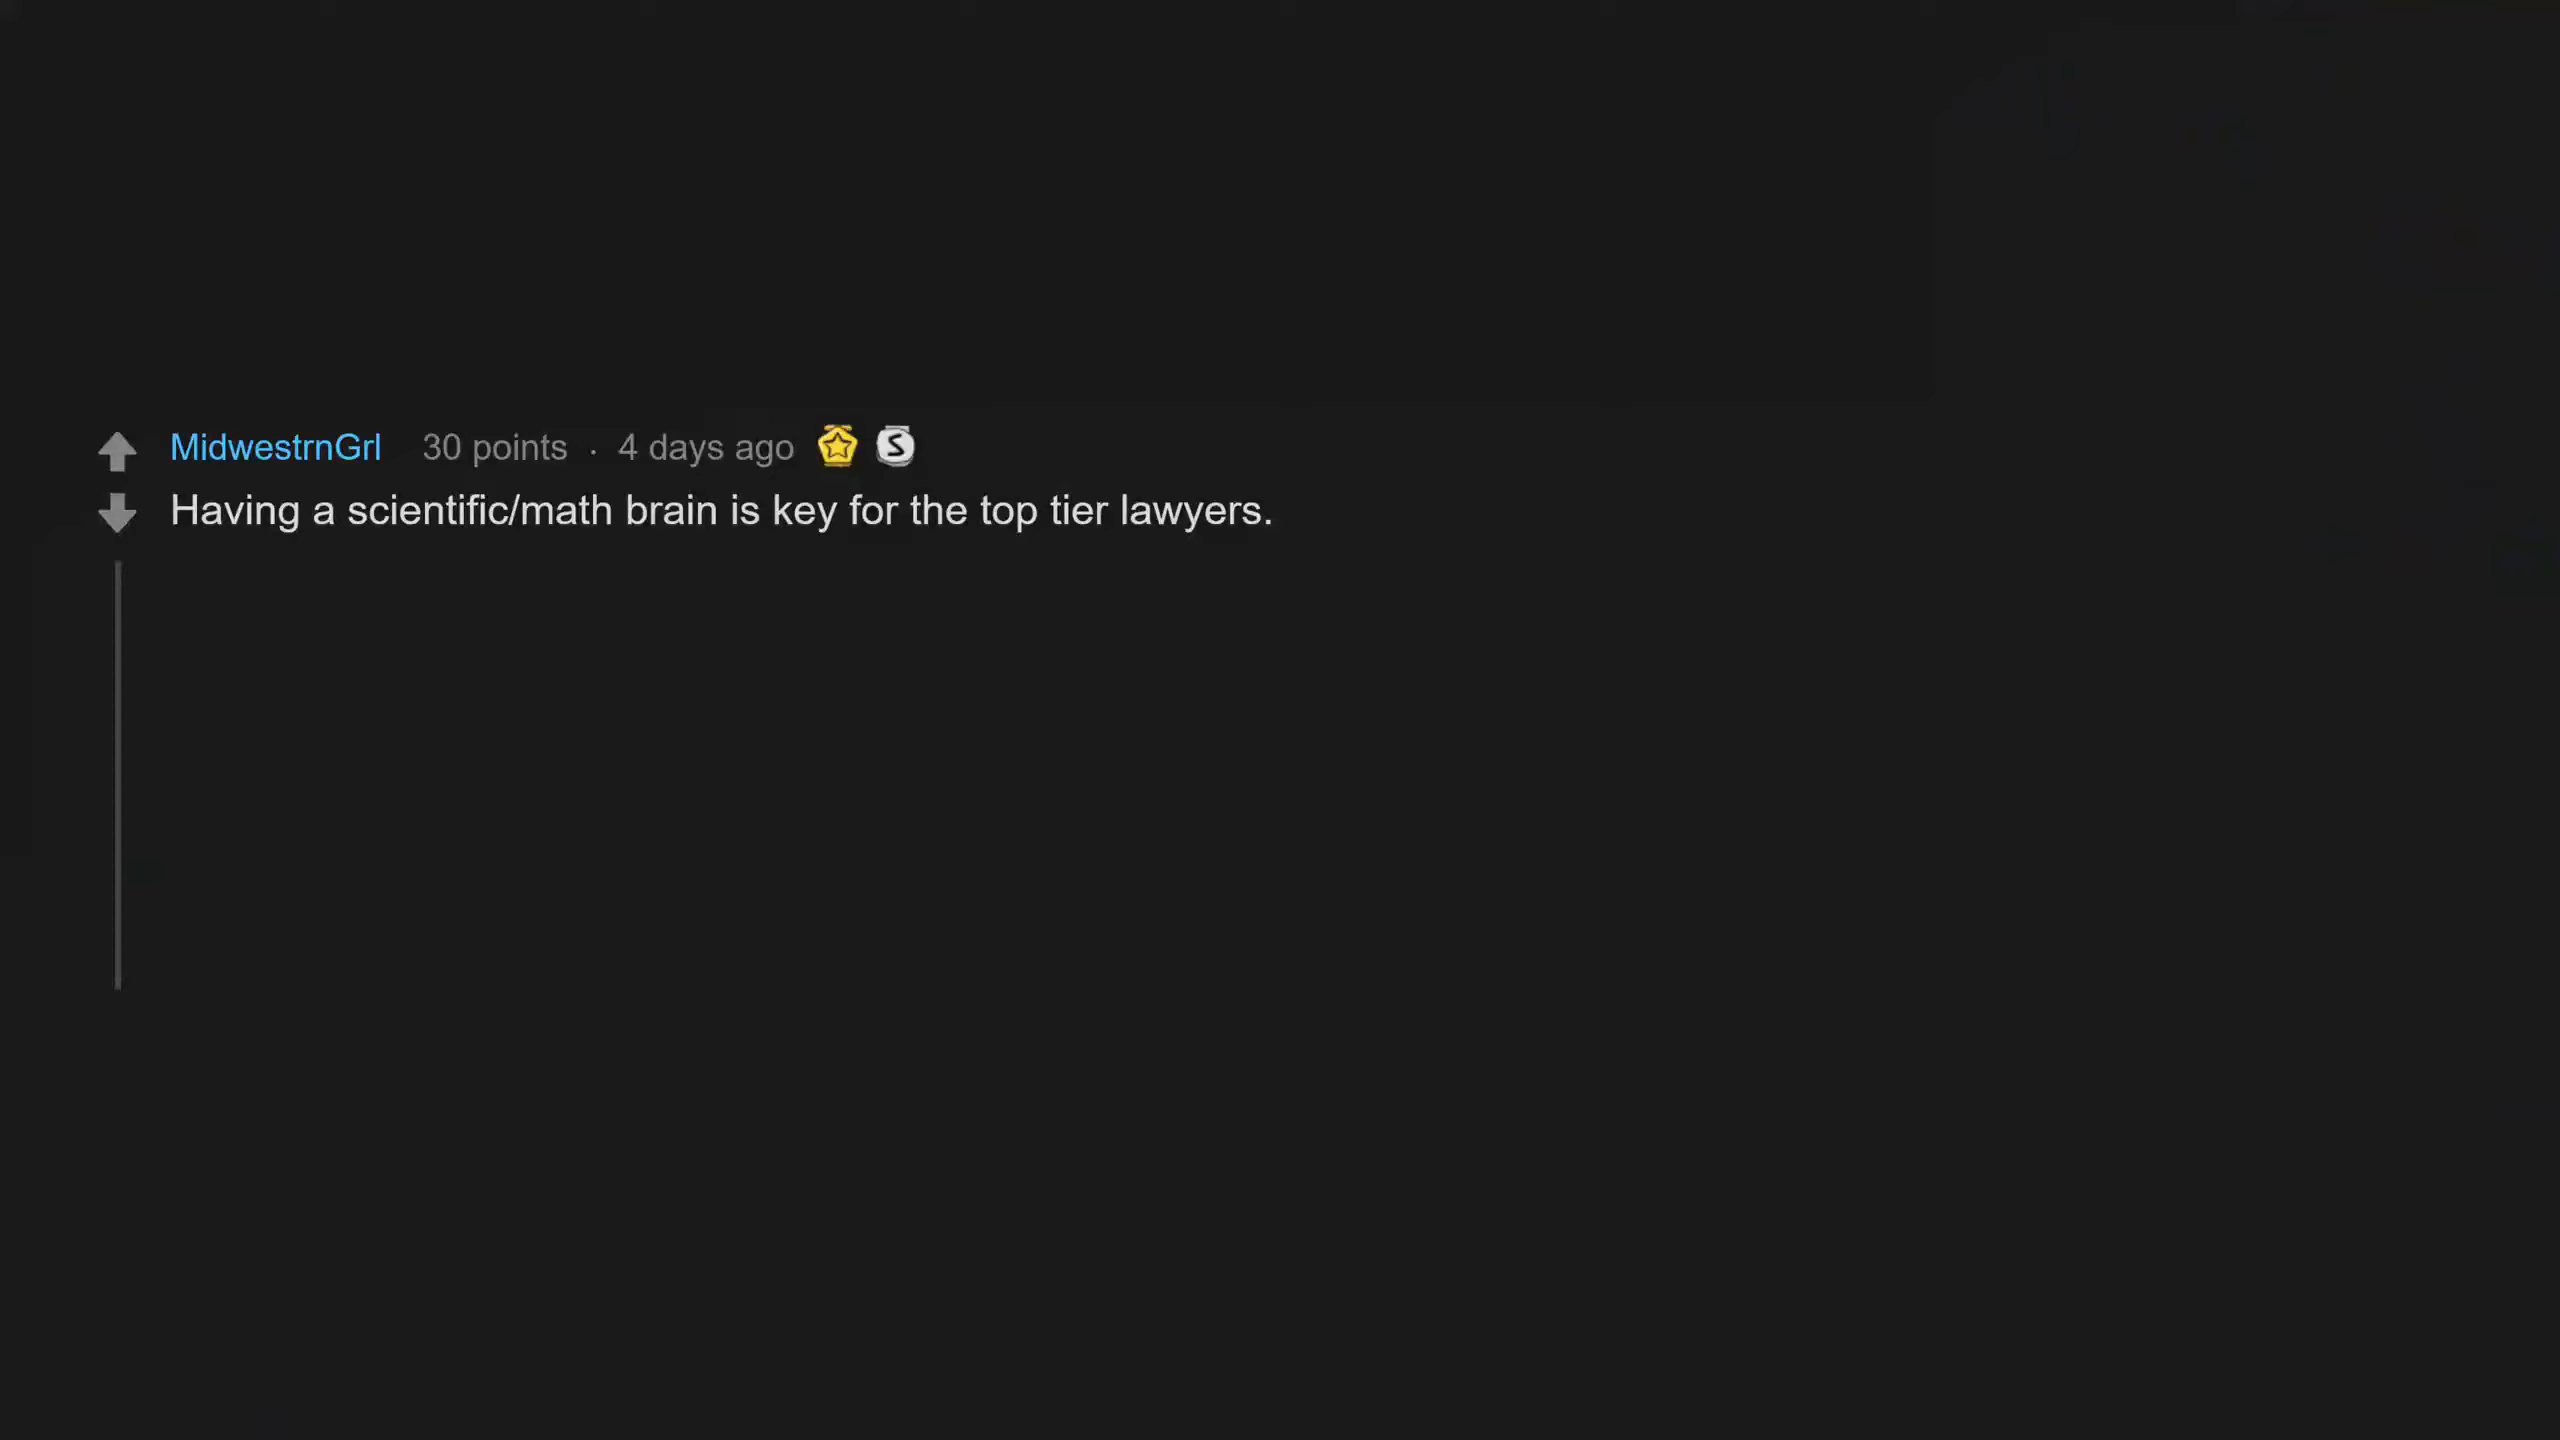 MidwestrnGrl 30 points · 4 days ago S
Having a scientific/math brain is key for the top tier lawyers.